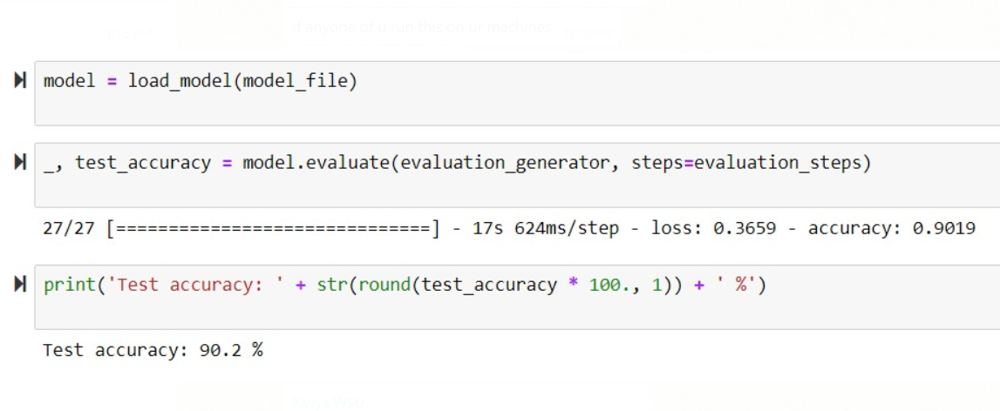 if anyone of u run this on ur machines
model = load_model(model_file)
_, test_accuracy = model.evaluate(evaluation_generator, steps=evaluation_steps)
27/27 [==============================] - 17s 624ms/step - loss: 0.3659 - accuracy: 0.9019
print('Test accuracy: ' + str(round(test_accuracy * 100., 1)) + ' %')
Test accuracy: 90.2 %
WSU